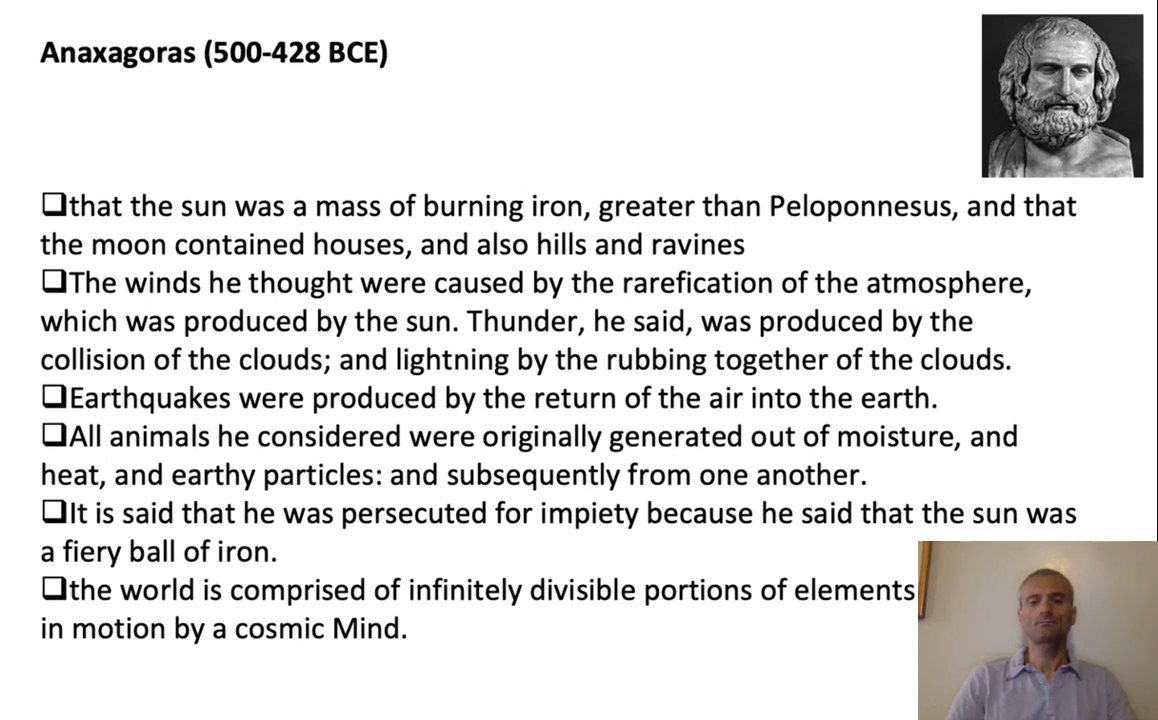 Anaxagoras (500-428 BCE)
❑that the sun was a mass of burning iron, greater than Peloponnesus, and that
the moon contained houses, and also hills and ravines
❑The winds he thought were caused by the rarefication of the atmosphere,
which was produced by the sun. Thunder, he said, was produced by the
collision of the clouds; and lightning by the rubbing together of the clouds.
❑Earthquakes were produced by the return of the air into the earth.
❑All animals he considered were originally generated out of moisture, and
heat, and earthy particles: and subsequently from one another.
❑It is said that he was persecuted for impiety because he said that the sun was
a fiery ball of iron.
❑the world is comprised of infinitely divisible portions of elements
in motion by a cosmic Mind.